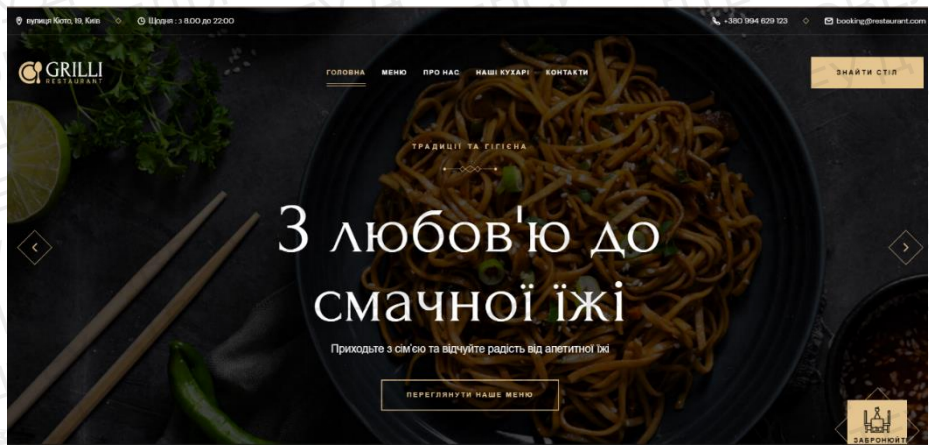 вулиця Кіото, 19, Київ
Щодня : з 8.00 до 22:00
+380 994 629 123
booking@restaurant.com
GRILLI
RESTAURANT
ГОЛОВНА
МЕНЮ
ПРО НАС
НАШІ КУХАРІ
КОНТАКТИ
ЗНАЙТИ СТІЛ
ТРАДИЦІЇ ТА ГІГІЄНА
З любов'ю до
смачної їжі
Приходьте з сім'єю та відчуйте радість від апетитної їжі
ПЕРЕГЛЯНУТИ НАШЕ МЕНЮ
ЗАБРОНЮЙТЕ